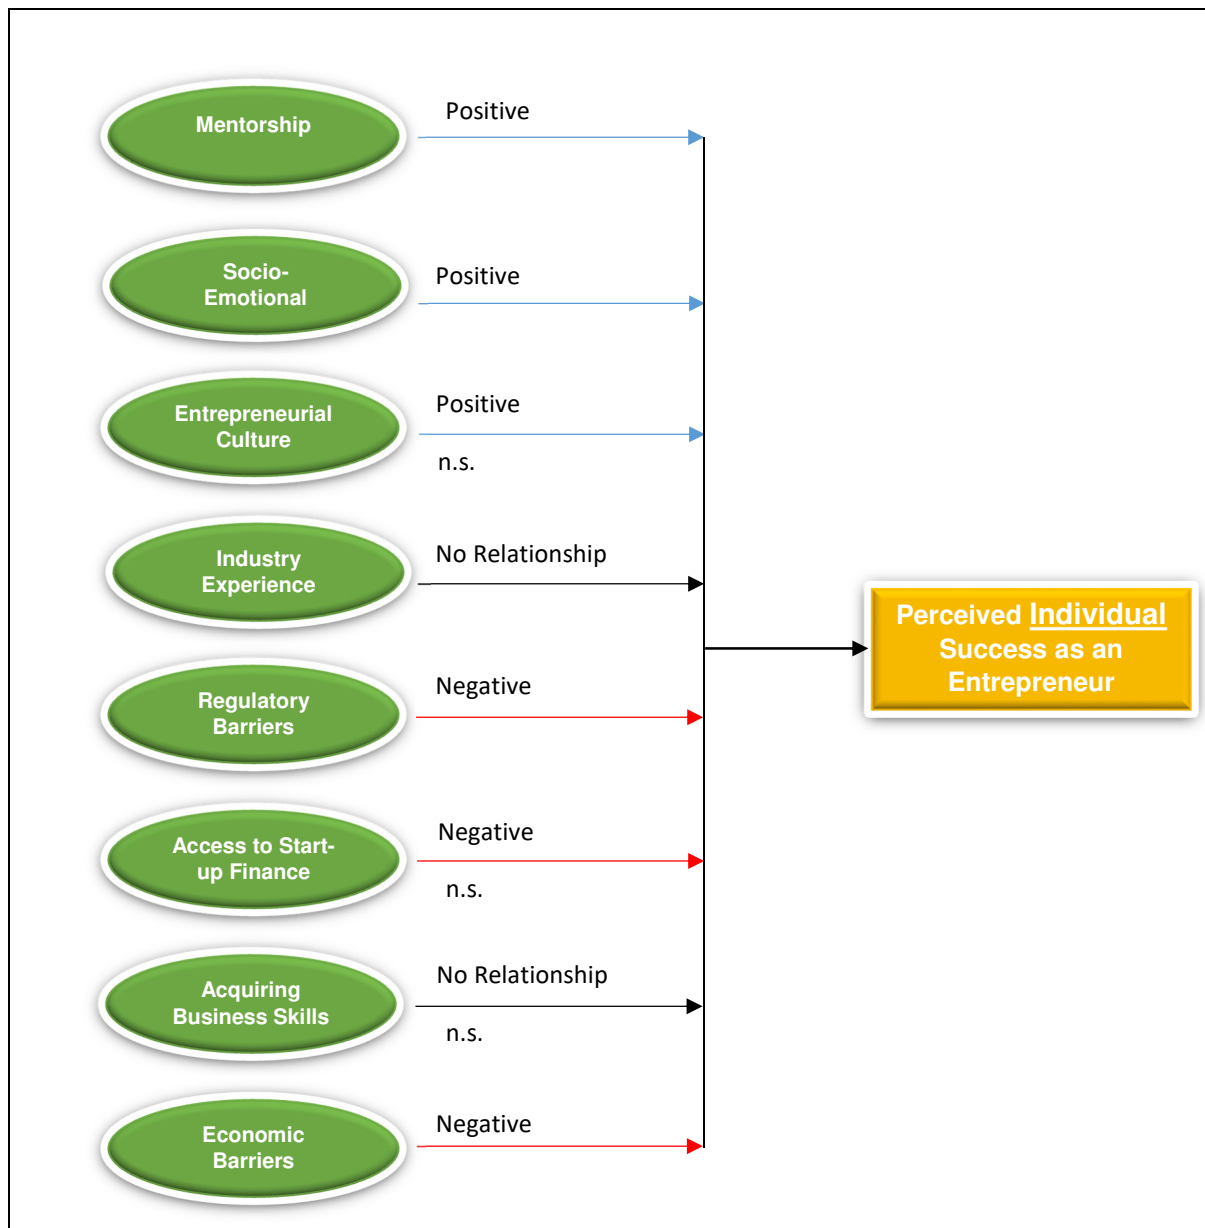 Mentorship
Positive
Socio-
Emotional
Positive
Entrepreneurial
Culture
Positive
n.s.
Industry
Experience
No Relationship
Perceived Individual
Success as an
Entrepreneur
Regulatory
Barriers
Negative
Access to Start-
up Finance
Negative
n.s.
Acquiring
Business Skills
No Relationship
n.s.
Economic
Barriers
Negative